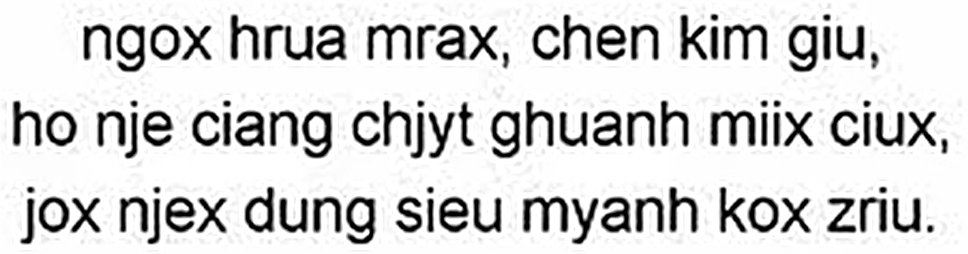 ngox hrua mrax, chen kim giu,
ho nje ciang chjyt ghuanh miix ciux,
jox njex dung sieu myanh kox zriu.